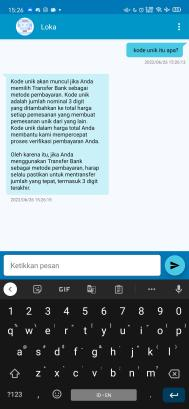 15:26
Loka
kode unik itu apa?
2022/06/26 15:26:13
Kode unik akan muncul jika Anda
memilih Transfer Bank sebagai
metode pembayaran. Kode unik
adalah jumlah nominal 3 digit
yang ditambahkan ke total harga
setiap pemesanan yang membuat
pemesanan unik dari yang lain.
Kode unik dalam harga total Anda
membantu kami mempercepat
proses verifikasi pembayaran Anda.
Oleh karena itu, jika Anda
menggunakan Transfer Bank
sebagai metode pembayaran, harap
selalu pastikan untuk mentransfer
jumlah yang tepat, termasuk 3 digit
terakhir.
2022/06/26 15:26:15
Ketikkan pesan
GIF
1 2 3 4 5 6 7 8 9 0
q w e r t y u i o p
a s d f g h j k l
z x c v b n m
?123 , ID • EN .